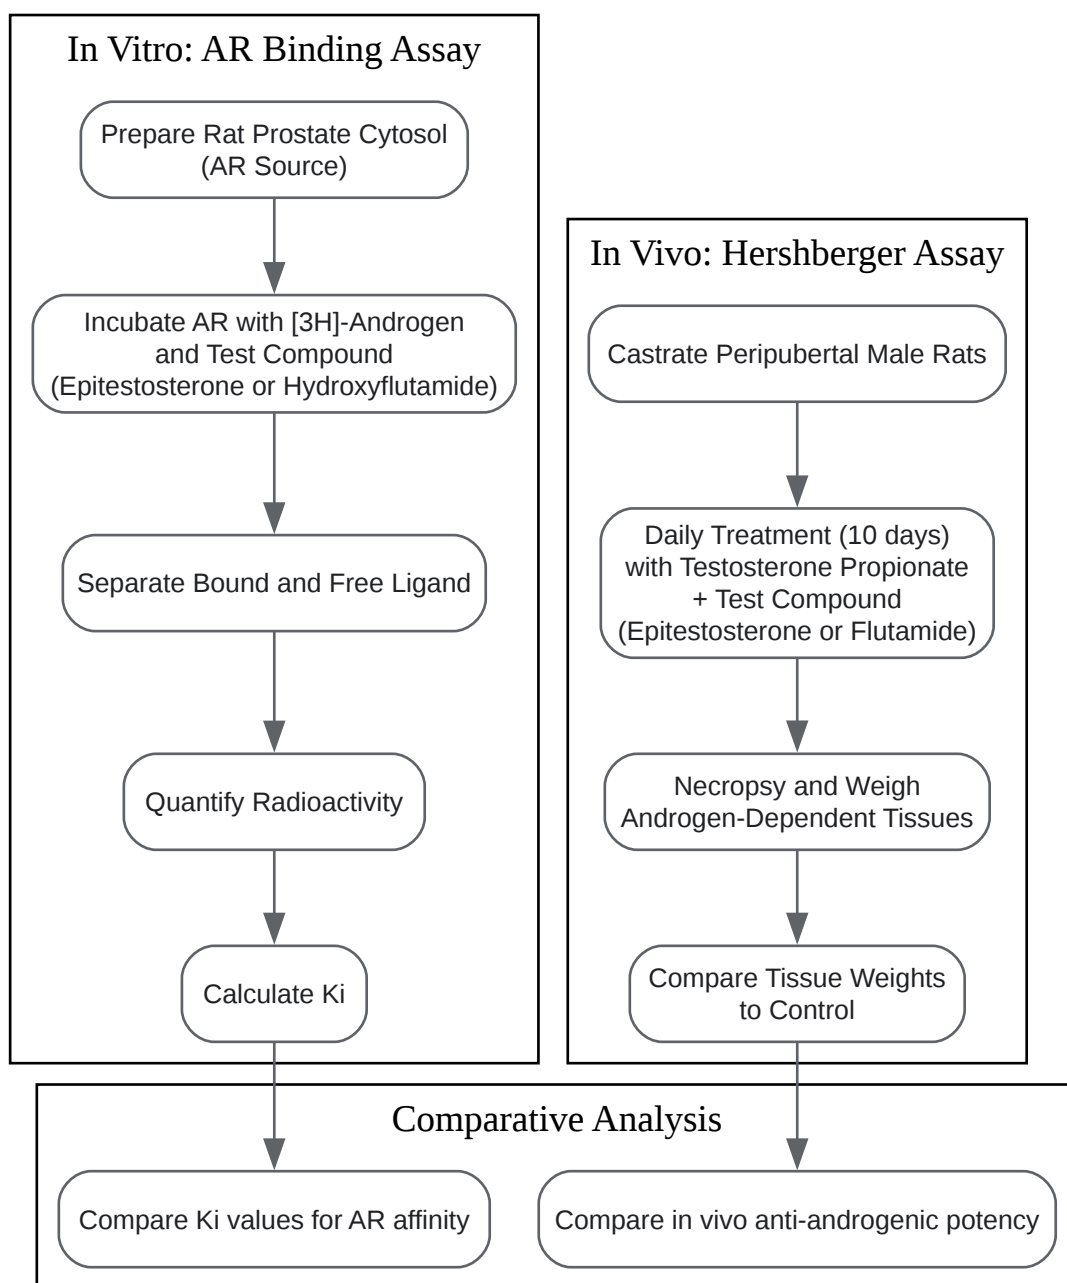 In Vitro: AR Binding Assay
Prepare Rat Prostate Cytosol
(AR Source)
Incubate AR with [3H]-Androgen
and Test Compound
(Epitestosterone or Hydroxyflutamide)
Separate Bound and Free Ligand
Quantify Radioactivity
Calculate Ki
In Vivo: Hershberger Assay
Castrate Peripubertal Male Rats
Daily Treatment (10 days)
with Testosterone Propionate
+ Test Compound
(Epitestosterone or Flutamide)
Necropsy and Weigh
Androgen-Dependent Tissues
Compare Tissue Weights
to Control
Comparative Analysis
Compare Ki values for AR affinity
Compare in vivo anti-androgenic potency